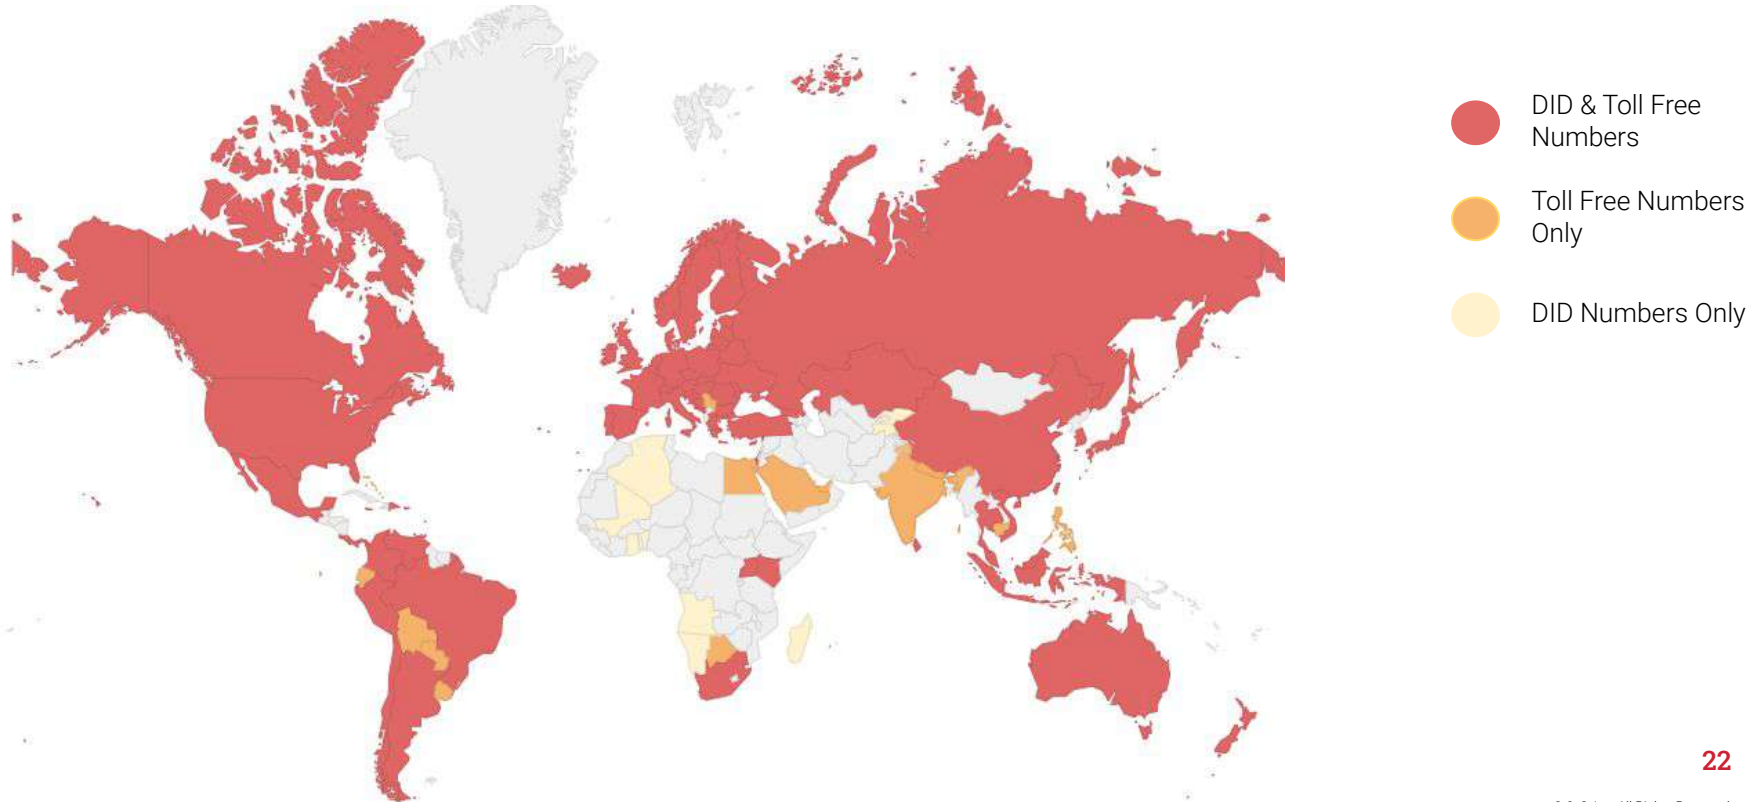 DID & Toll Free
Numbers
Toll Free Numbers
Only
DID Numbers Only
22